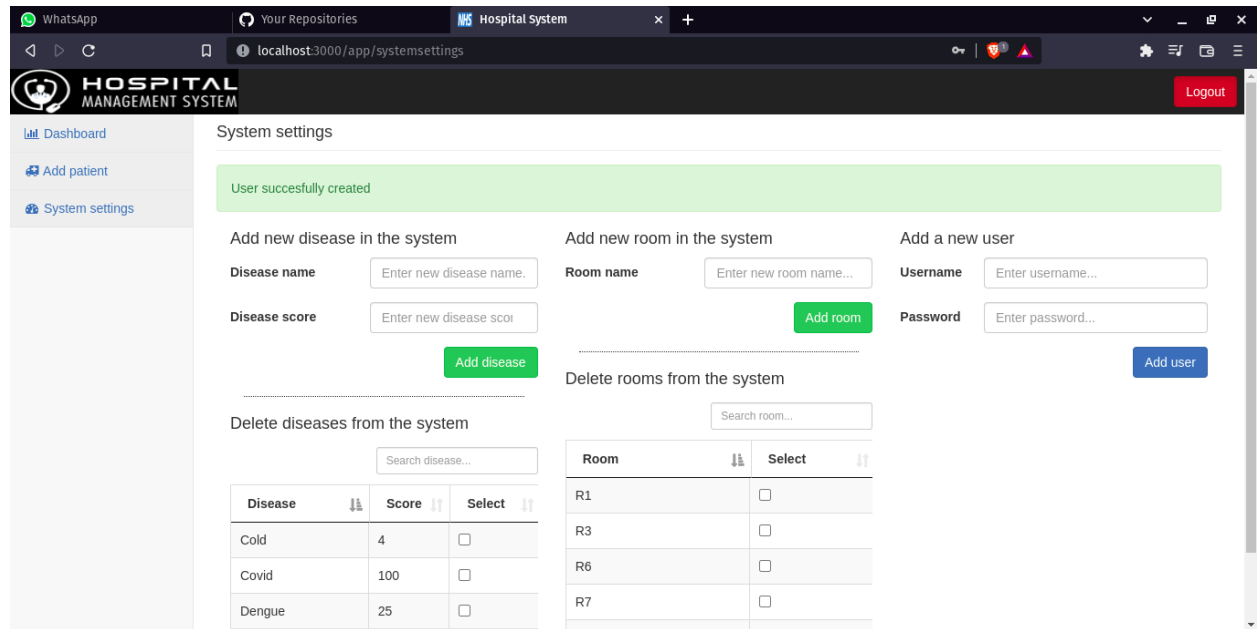 WhatsApp
Your Repositories
NHS Hospital System
localhost:3000/app/systemsettings
HOSPITAL
MANAGEMENT SYSTEM
Logout
Dashboard
Add patient
System settings
System settings
User succesfully created
Add new disease in the system
Disease name
Enter new disease name.
Disease score
Enter new disease scor
Add disease
Delete diseases from the system
Search disease...
Disease Score Select
Cold 4
Covid 100
Dengue 25
Add new room in the system
Room name
Enter new room name...
Add room
Delete rooms from the system
Search room...
Room Select
R1
R3
R6
R7
Add a new user
Username
Enter username...
Password
Enter password...
Add user